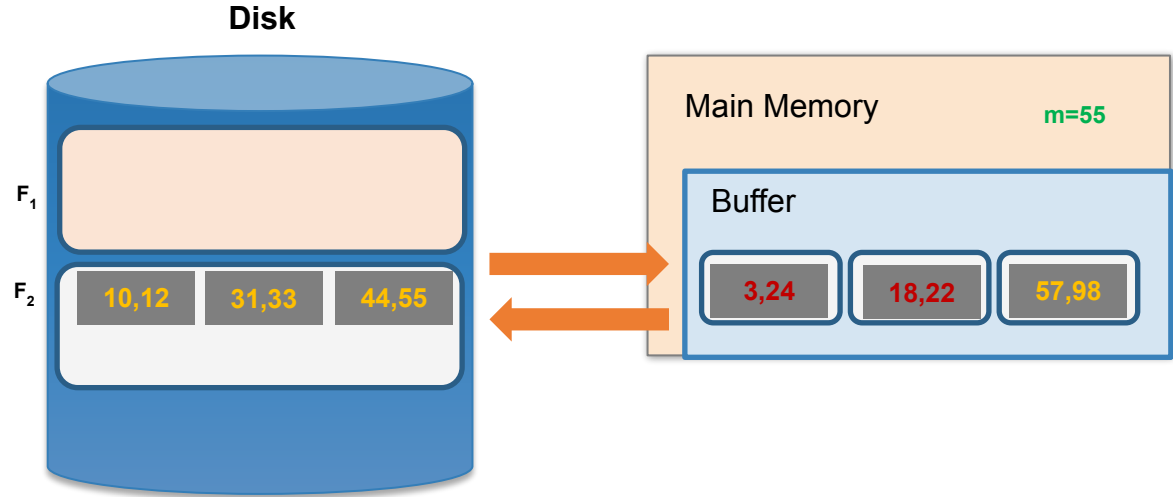 Disk
Main Memory
m=55
Buffer
F1
F2
10,12
31,33
44,55
3,24
18,22
57,98